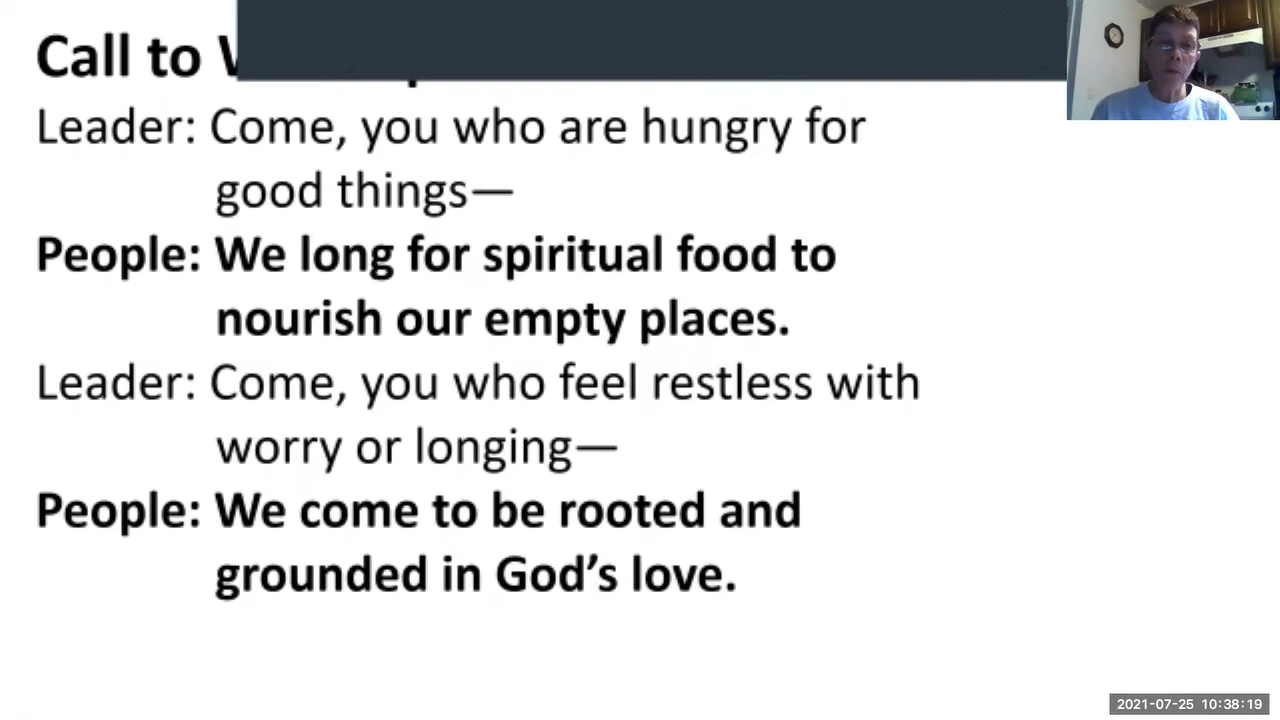 Call to
Leader: Come, you who are hungry for
good things—
People: We long for spiritual food to
nourish our empty places.
Leader: Come, you who feel restless with
worry or longing—
People: We come to be rooted and
grounded in God’s love.
2021-07-25 10:38:19